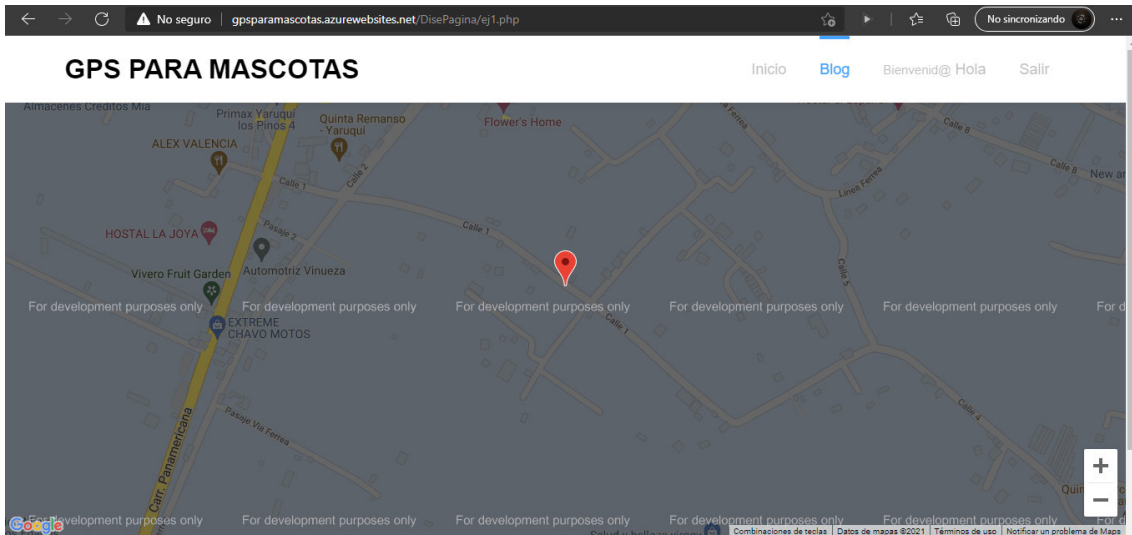 No seguro
gpsparamascotas.azurewebsites.net/DisePagina/ej1.php
No sincronizando
GPS PARA MASCOTAS
Inicio
Blog
Bienvenid@ Hola
Salir
Almacenes Creditos Mia
Primax Yaruqui
los Pinos 4
Quinta Remanso
- Yaruqui
Flower's Home
Calle 8
ALEX VALENCIA
Calle 2
Calle 1
Linea Ferrea
Calle 8
New ar
Ferrea
HOSTAL LA JOYA
Pasaje 2
Calle 1
Vivero Fruit Garden
Automotriz Vinueza
Calle 5
For development purposes only
For development purposes only
For development purposes only
For development purposes only
For development purposes only
For d
EXTREME
CHAVO MOTOS
Calle 1
Carr. Panamericana
Pasaje Via Ferrea
Calle 4
Quin
Google
For development purposes only
For development purposes only
For development purposes only
For development purposes only
For development purposes only
For d
Combinaciones de teclas
Datos de mapas ©2021
Términos de uso
Notificar un problema de Maps